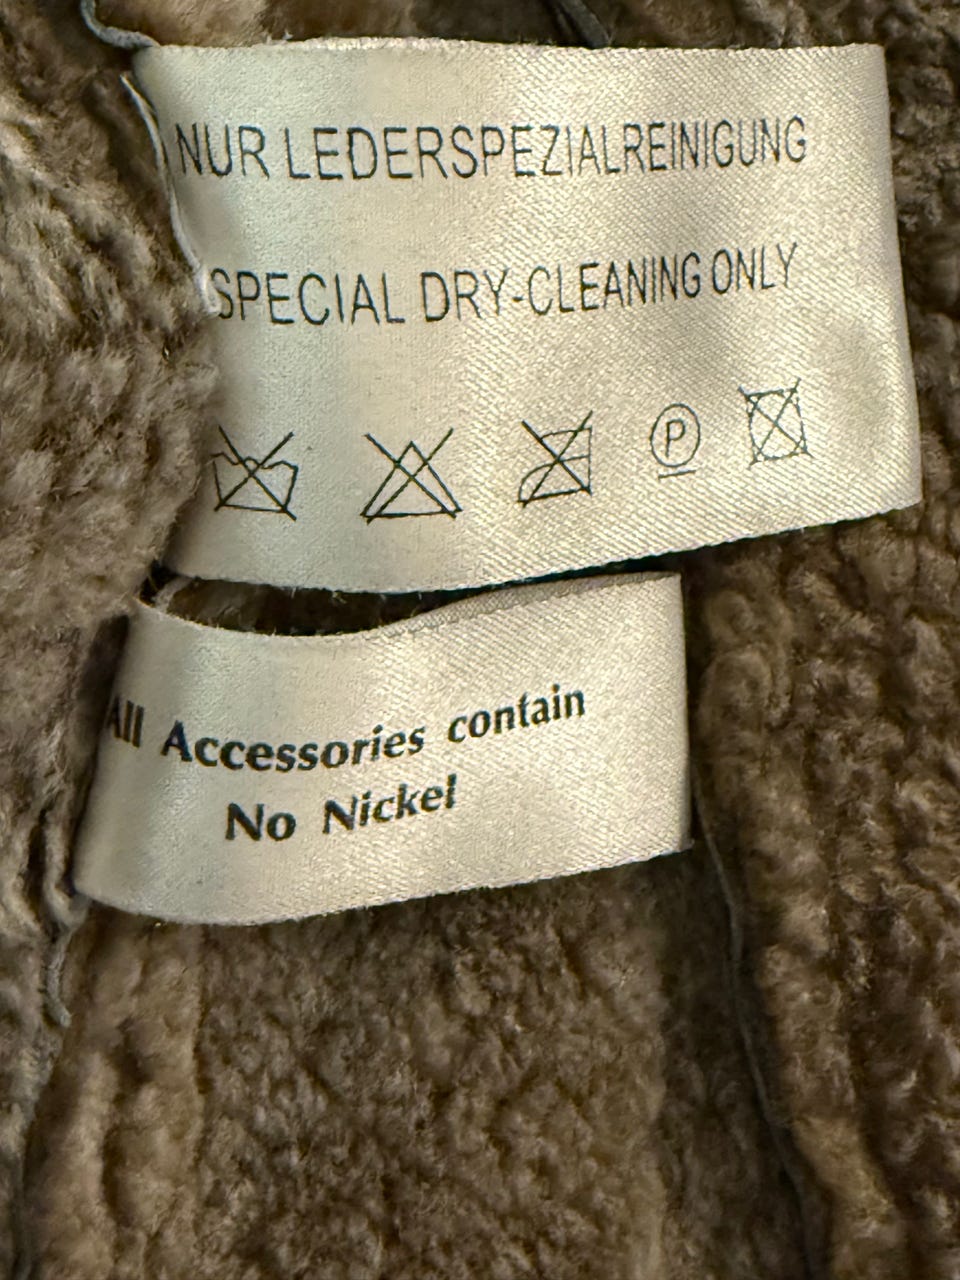 NUR LEDERSPEZIALREINIGUNG
SPECIAL DRY-CLEANING ONLY
P
All Accessories contain
No Nickel